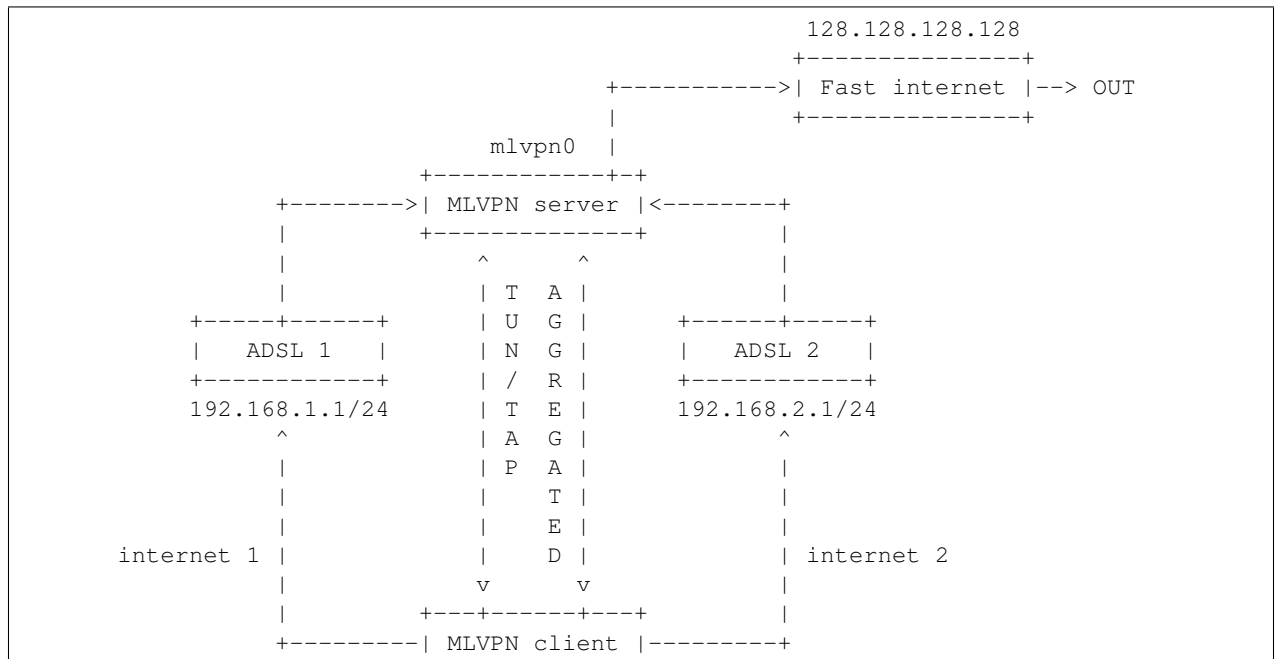 128.128.128.128
+---------------+
+----------->| Fast internet |--> OUT
| +---------------+
mlvpn0 |
+------------+-+
+-------->| MLVPN server |<--------+
| +--------------+ |
| ^ ^ |
| | T A | |
+-----+------+ | U G | +------+-----+
| ADSL 1 | | N G | | ADSL 2 |
+------------+ | / R | +------------+
192.168.1.1/24 | T E | 192.168.2.1/24
^ | A G | ^
| | P A | |
| | T | |
| | E | |
internet 1 | | D | | internet 2
| v v |
| +---+------+---+ |
+---------| MLVPN client |---------+